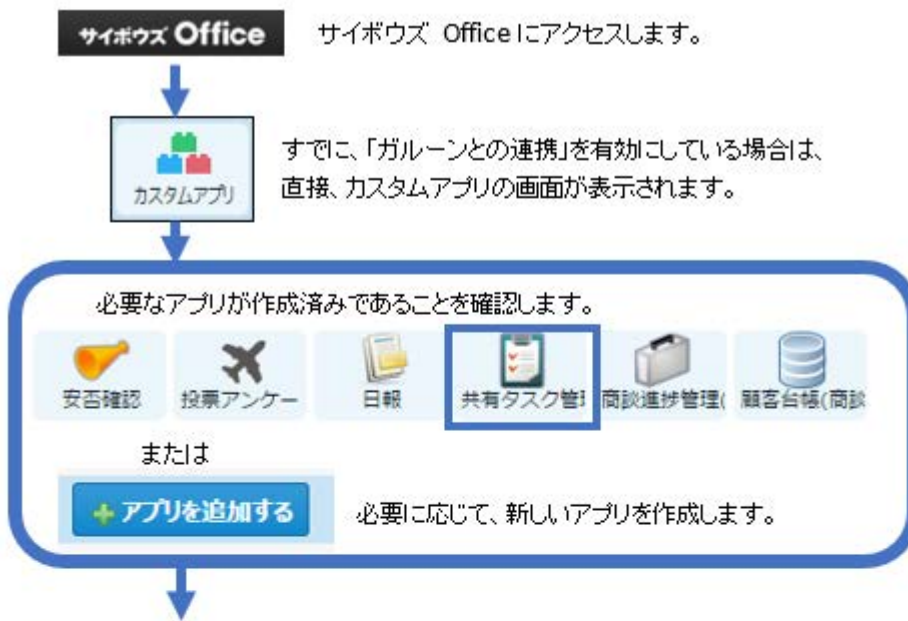 サイボウズ Office
サイボウズ Officeにアクセスします。
カスタムアプリ
すでに、「ガルーンとの連携」を有効にしている場合は、
直接、カスタムアプリの画面が表示されます。
必要なアプリが作成済みであることを確認します。
安否確認
投票アンケー
日報
共有タスク管理
商談進捗管理(
顧客台帳(商談
または
+ アプリを追加する
必要に応じて、新しいアプリを作成します。